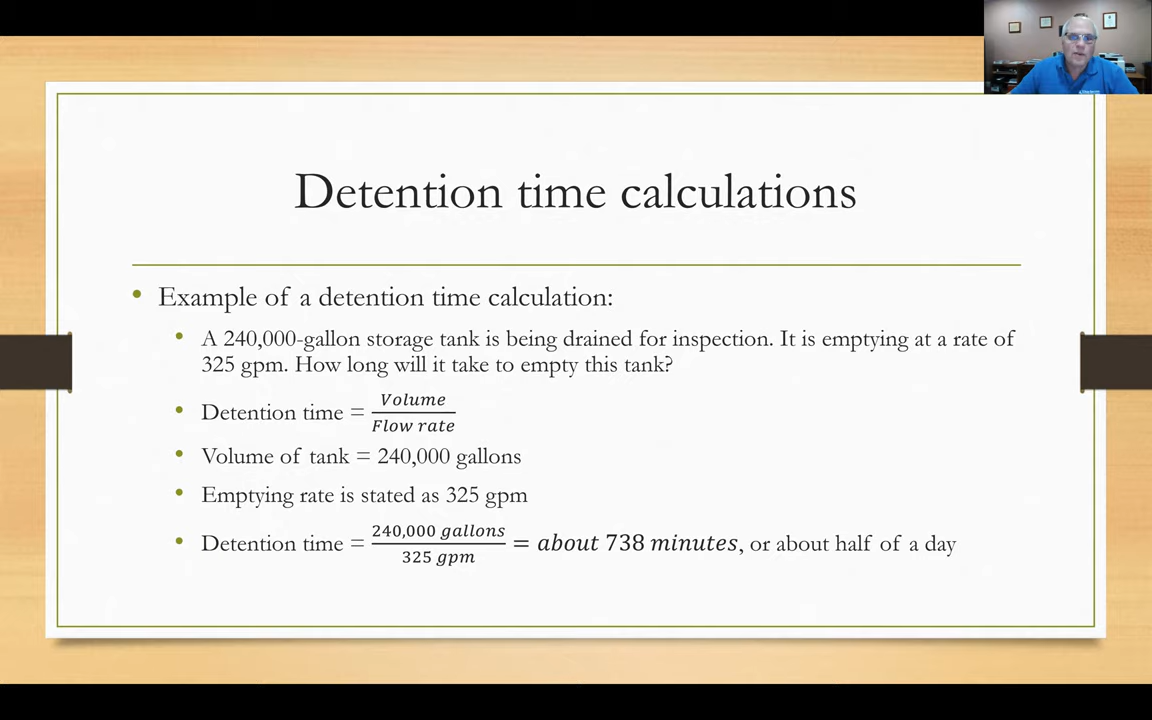 Detention time calculations
Example of a detention time calculation:
A 240,000-gallon storage tank is being drained for inspection. It is emptying at a rate of
325 gpm. How long will it take to empty this tank?
Detention time = Volume / Flow rate
Volume of tank = 240,000 gallons
Emptying rate is stated as 325 gpm
Detention time = 240,000 gallons / 325 gpm = about 738 minutes, or about half of a day